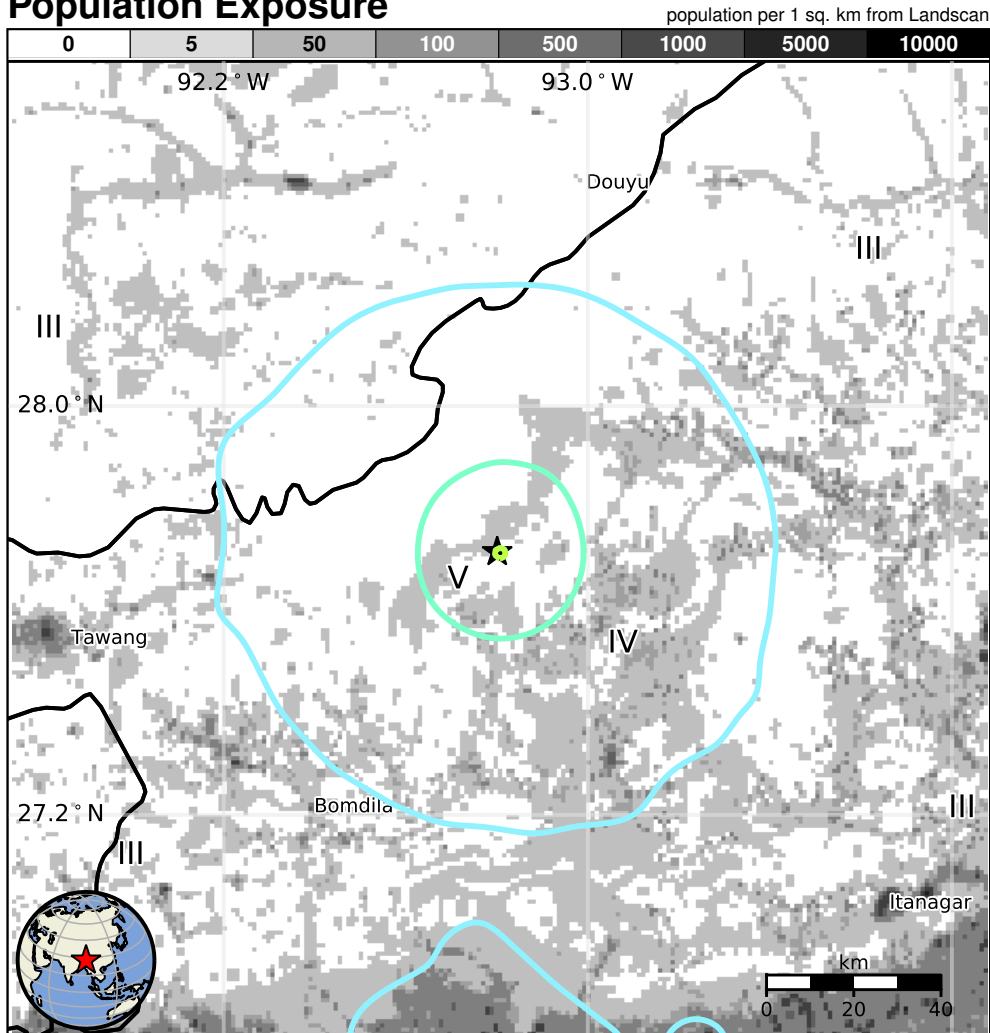 Population Exposure
population per 1 sq. km from Landscan
0 5 50 100 500 1000 5000 10000
92.2°W 93.0°W
Douyu
III
III
28.0°N
V
Tawang
IV
Bomdila
27.2°N
III
III
Itanagar
km
0 20 40